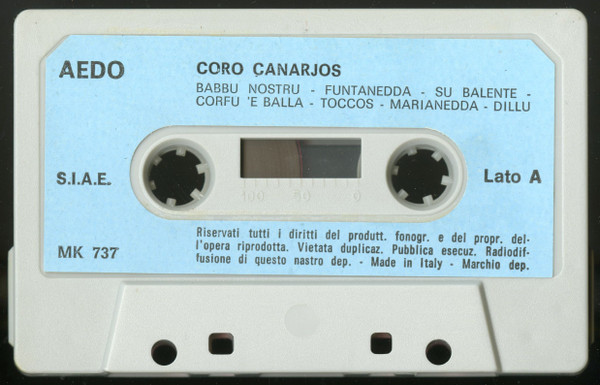 AEDO
CORO CANARJOS
BABBU NOSTRU - FUNTANEDDA - SU BALENTE -
CORFU 'E BALLA - TOCCOS - MARIANEDDA - DILLU
S.I.A.E.
Lato A
100 50 0
MK 737
Riservati tutti i diritti del produtt. fonogr. e del propr. del-
l'opera riprodotta. Vietata duplicaz. Pubblica esecuz. Radiodif-
fusione di questo nastro dep. - Made in Italy - Marchio dep.